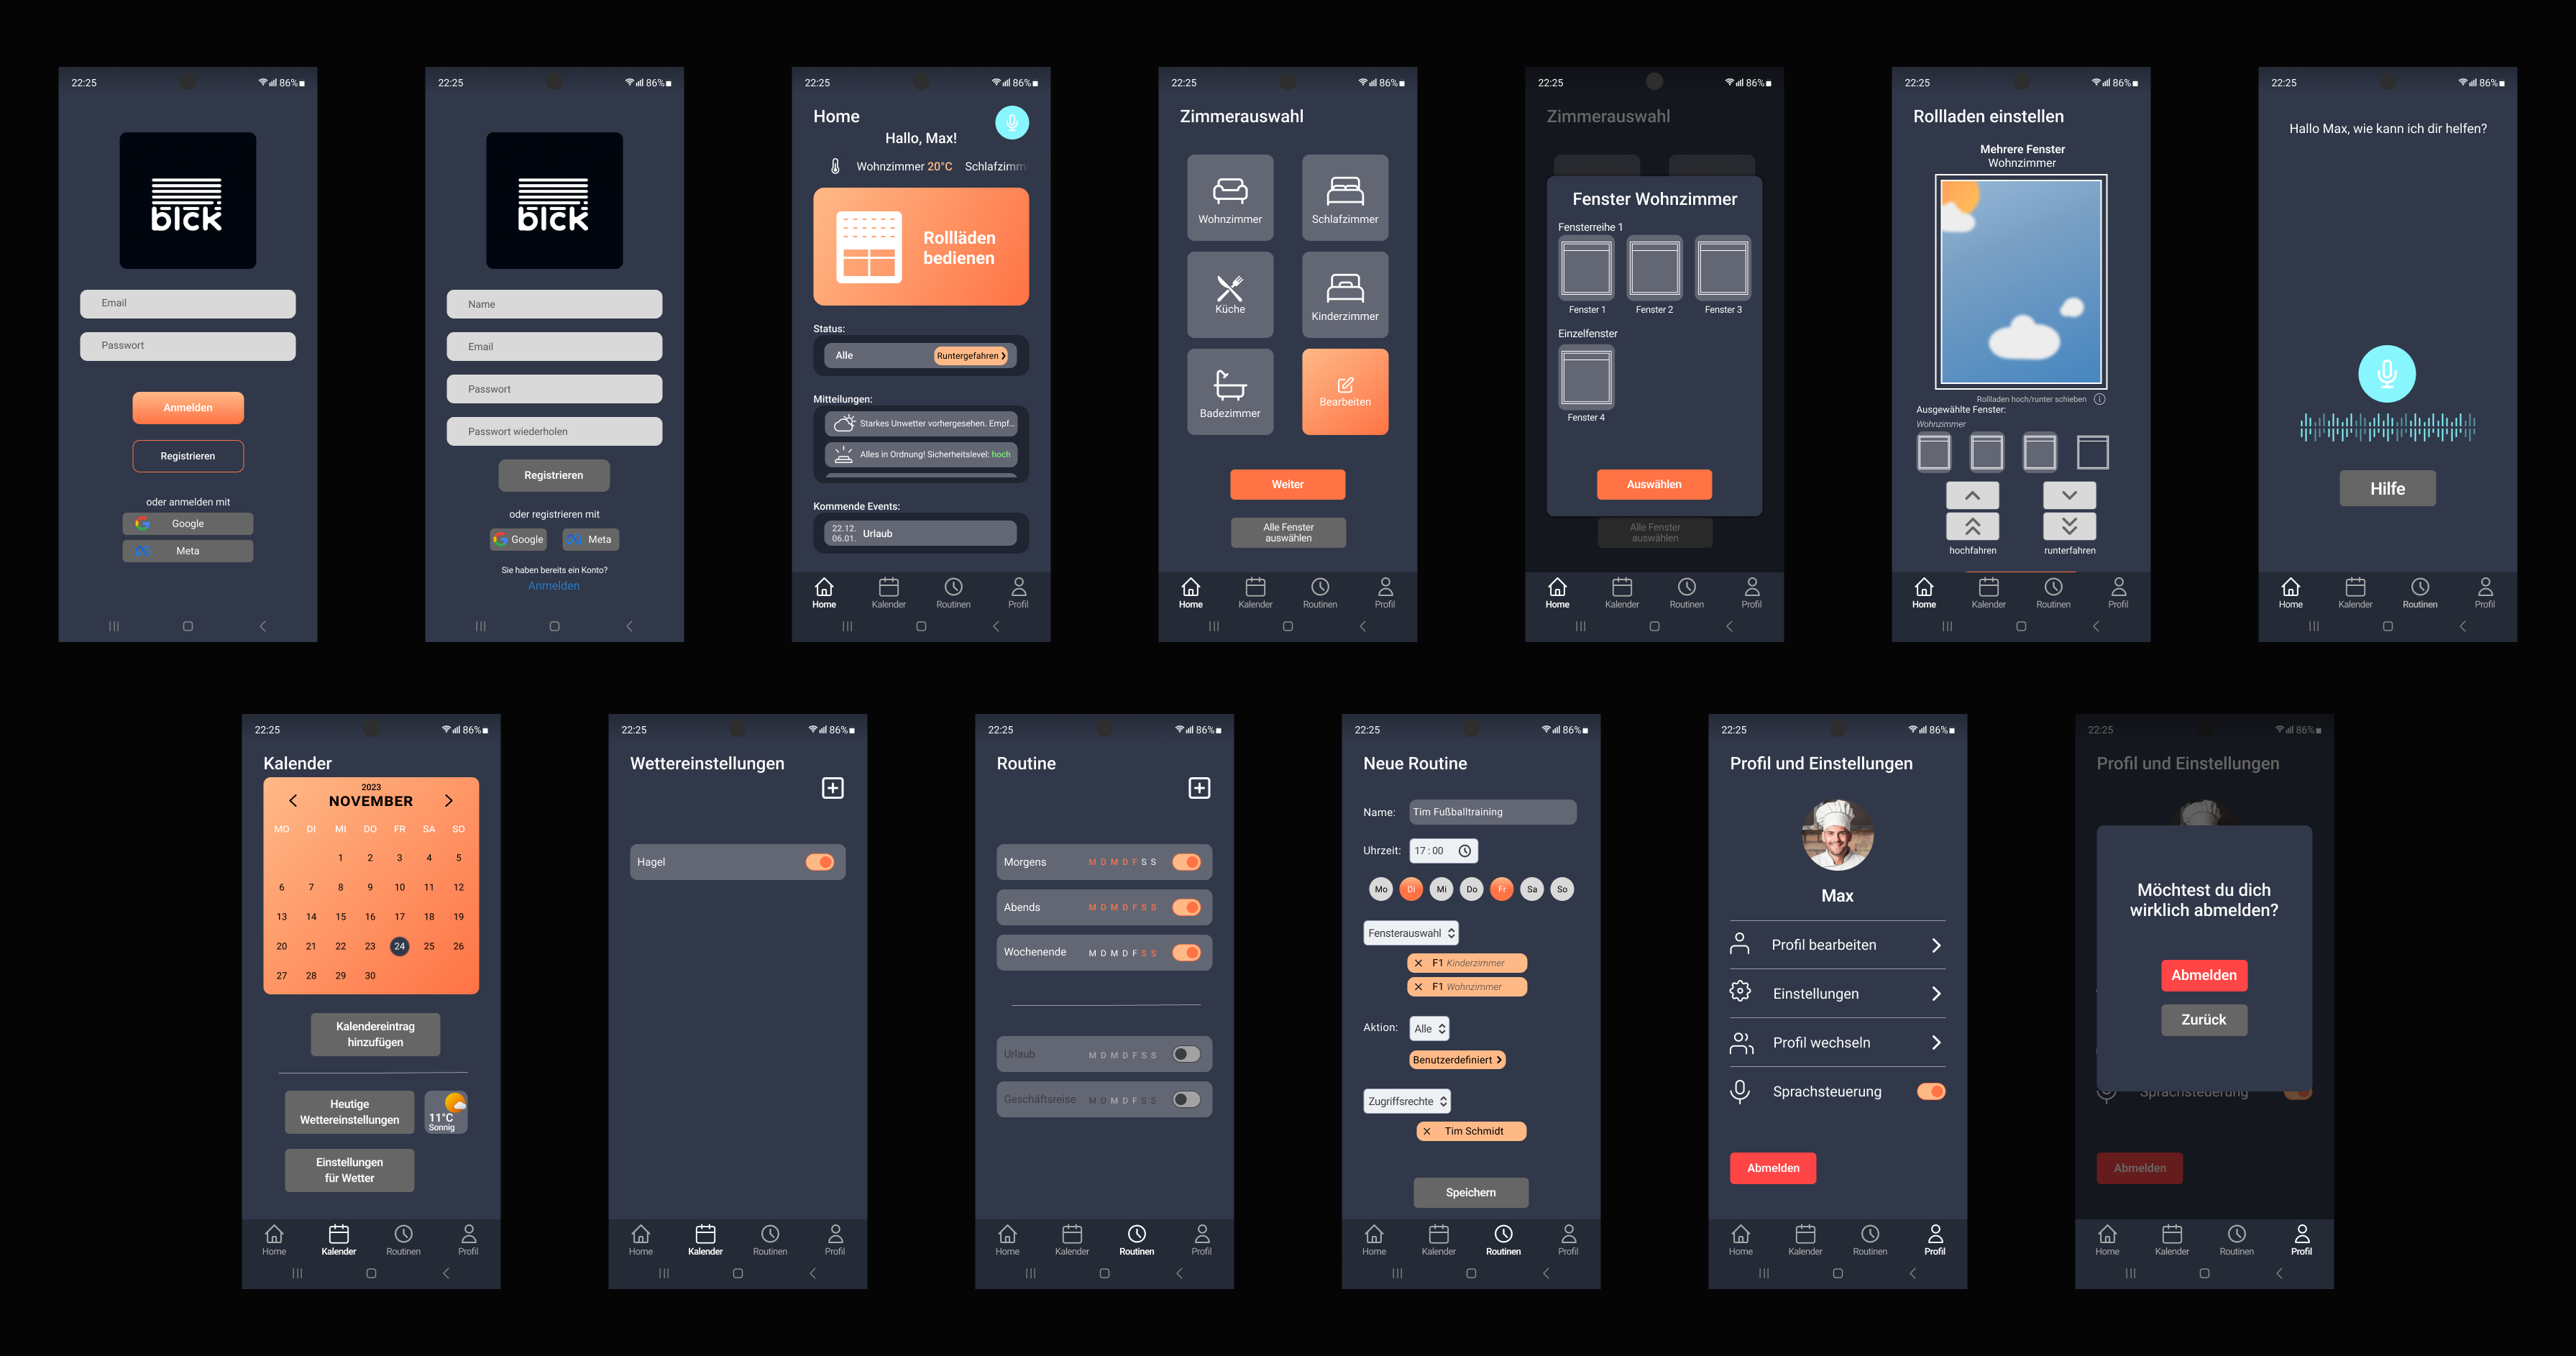 22:25
86%
blck
Email
Passwort
Anmelden
Registrieren
oder anmelden mit
Google
Meta
22:25
86%
blck
Name
Email
Passwort
Passwort wiederholen
Registrieren
oder registrieren mit
Google Meta
Sie haben bereits ein Konto?
Anmelden
22:25
86%
Home
Hallo, Max!
Wohnzimmer 20°C Schlafzimm
Rollläden
bedienen
Status:
Alle Runtergefahren
Mitteilungen:
Starkes Unwetter vorhergesehen. Empf...
Alles in Ordnung! Sicherheitslevel: hoch
Kommende Events:
22.12.
06.01.
Urlaub
Home Kalender Routinen Profil
22:25
86%
Zimmerauswahl
Wohnzimmer Schlafzimmer
Küche Kinderzimmer
Badezimmer Bearbeiten
Weiter
Alle Fenster
auswählen
Home Kalender Routinen Profil
22:25
86%
Zimmerauswahl
Fenster Wohnzimmer
Fensterreihe 1
Fenster 1 Fenster 2 Fenster 3
Einzelfenster
Fenster 4
Auswählen
Alle Fenster
auswählen
Home Kalender Routinen Profil
22:25
86%
Rollladen einstellen
Mehrere Fenster
Wohnzimmer
Rollladen hoch/runter schieben
Ausgewählte Fenster:
Wohnzimmer
hochfahren runterfahren
Home Kalender Routinen Profil
22:25
86%
Hallo Max, wie kann ich dir helfen?
Hilfe
Home Kalender Routinen Profil
22:25
86%
Kalender
2023
NOVEMBER
MO DI MI DO FR SA SO
1 2 3 4 5
6 7 8 9 10 11 12
13 14 15 16 17 18 19
20 21 22 23 24 25 26
27 28 29 30
Kalendereintrag
hinzufügen
Heutige
Wettereinstellungen
11°C
Sonnig
Einstellungen
für Wetter
Home Kalender Routinen Profil
22:25
86%
Wettereinstellungen
Hagel
Home Kalender Routinen Profil
22:25
86%
Routine
Morgens M D M D F S S
Abends M D M D F S S
Wochenende M D M D F S S
Urlaub M D M D F S S
Geschäftsreise M D M D F S S
Home Kalender Routinen Profil
22:25
86%
Neue Routine
Name: Tim Fußballtraining
Uhrzeit: 17 : 00
Mo Di Mi Do Fr Sa So
Fensterauswahl
× F1 Kinderzimmer
× F1 Wohnzimmer
Aktion: Alle
Benutzerdefiniert
Zugriffsrechte
× Tim Schmidt
Speichern
Home Kalender Routinen Profil
22:25
86%
Profil und Einstellungen
Max
Profil bearbeiten
Einstellungen
Profil wechseln
Sprachsteuerung
Abmelden
Home Kalender Routinen Profil
22:25
86%
Profil und Einstellungen
Möchtest du dich
wirklich abmelden?
Abmelden
Zurück
Sprachsteuerung
Abmelden
Home Kalender Routinen Profil